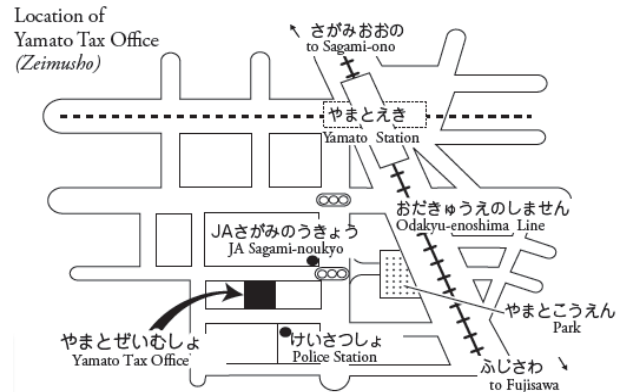 Location of
Yamato Tax Office
(Zeimusho)
さがみおおの
to Sagami-ono
やまとえき
Yamato Station
おだきゅうえのしません
Odakyu-enoshima Line
JAさがみのうきょう
JA Sagami-noukyo
やまとこうえん
Park
やまとぜいむしょ
Yamato Tax Office
けいさつしょ
Police Station
ふじさわ
to Fujisawa